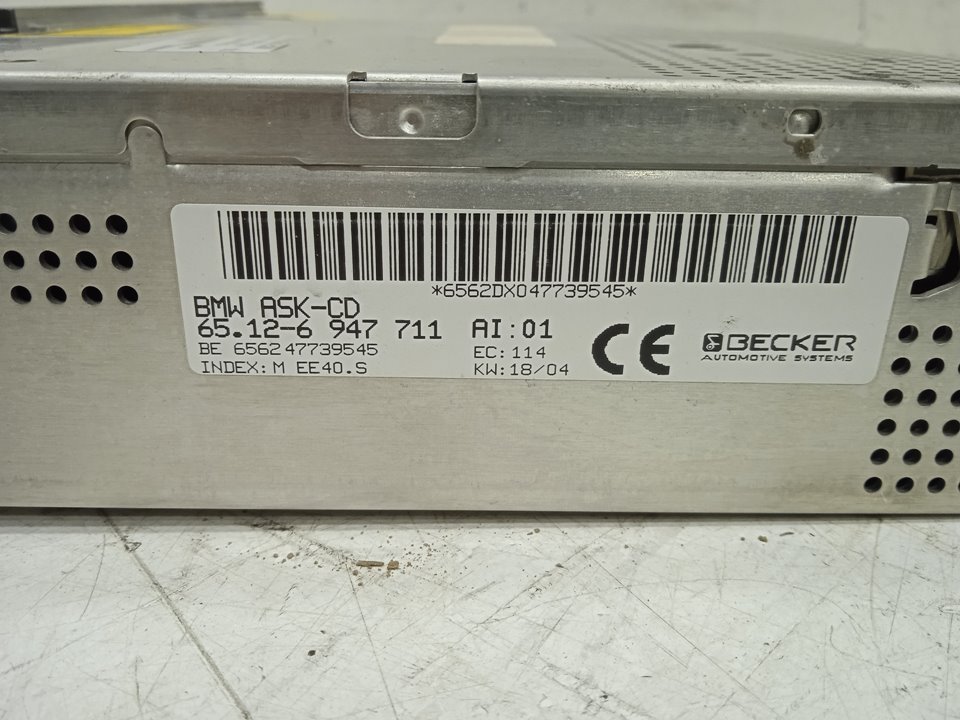 *6562DX047739545*
BMW ASK-CD
65.12-6 947 711 AI:01
BE 656247739545 EC:114
INDEX:M EE40.S KW:18/04
CE
BECKER
AUTOMOTIVE SYSTEMS